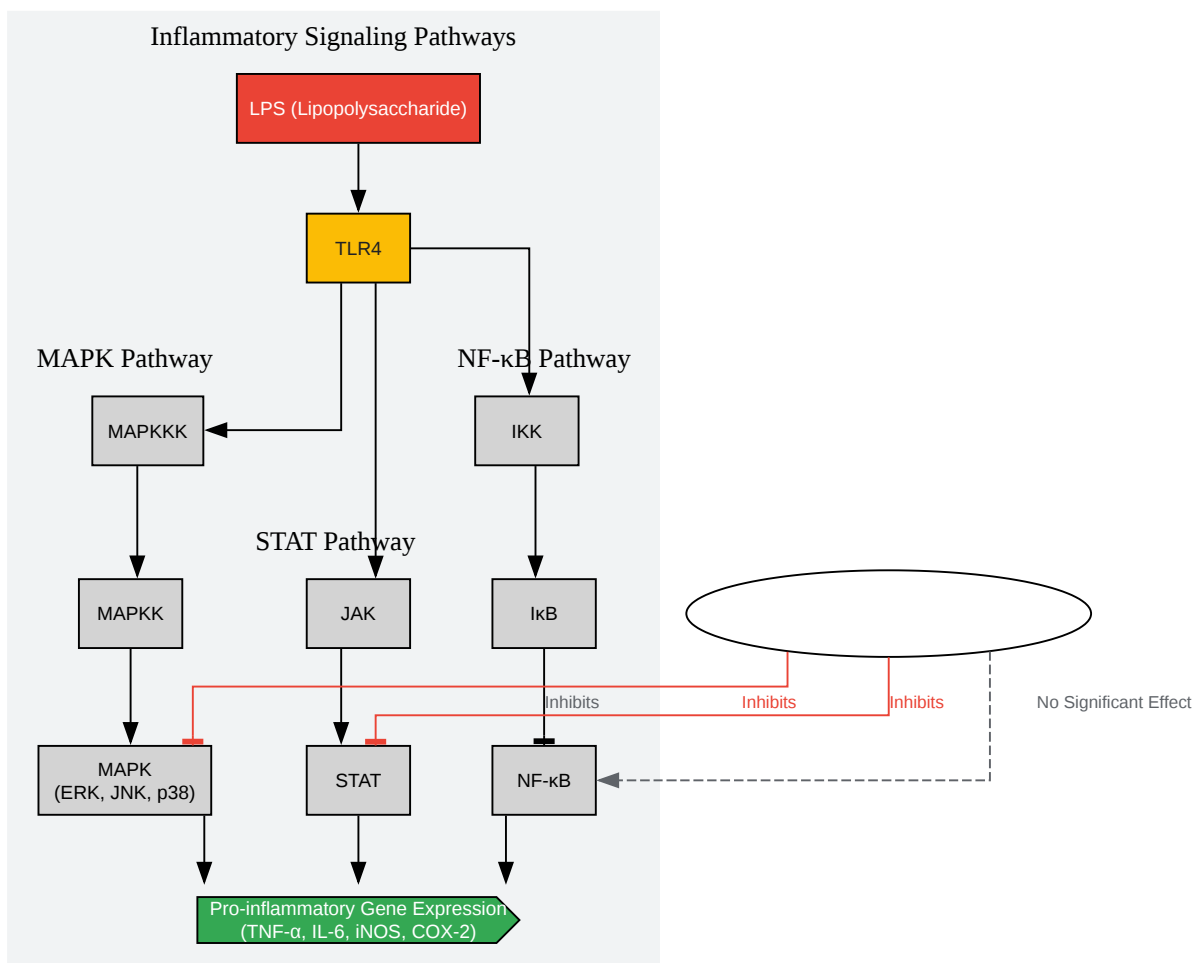 Inflammatory Signaling Pathways
LPS (Lipopolysaccharide)
TLR4
MAPK Pathway
NF-κB Pathway
MAPKKK
IKK
STAT Pathway
MAPKK
JAK
IκB
Inhibits
Inhibits
Inhibits
No Significant Effect
MAPK
(ERK, JNK, p38)
STAT
NF-κB
Pro-inflammatory Gene Expression
(TNF-α, IL-6, iNOS, COX-2)